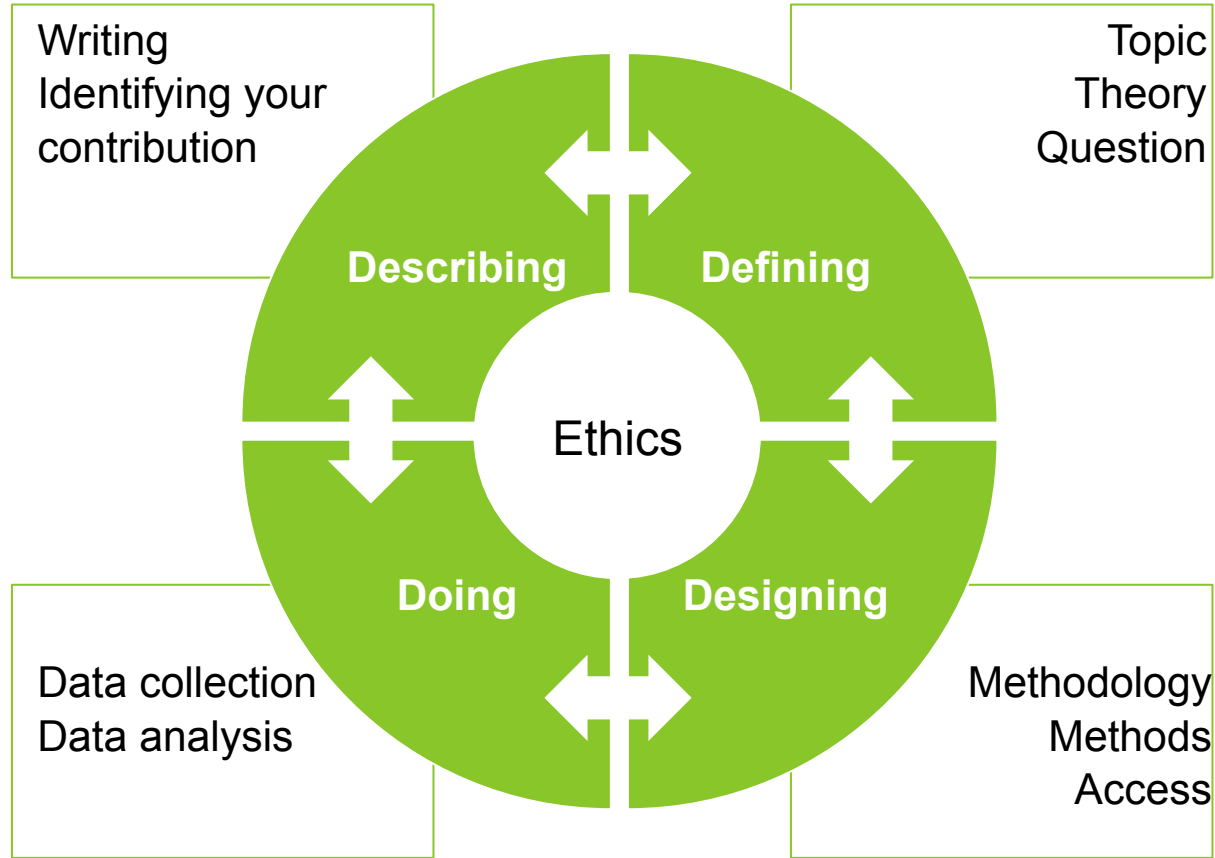 Writing
Identifying your
contribution
Topic
Theory
Question
Describing
Defining
Ethics
Doing
Designing
Data collection
Data analysis
Methodology
Methods
Access